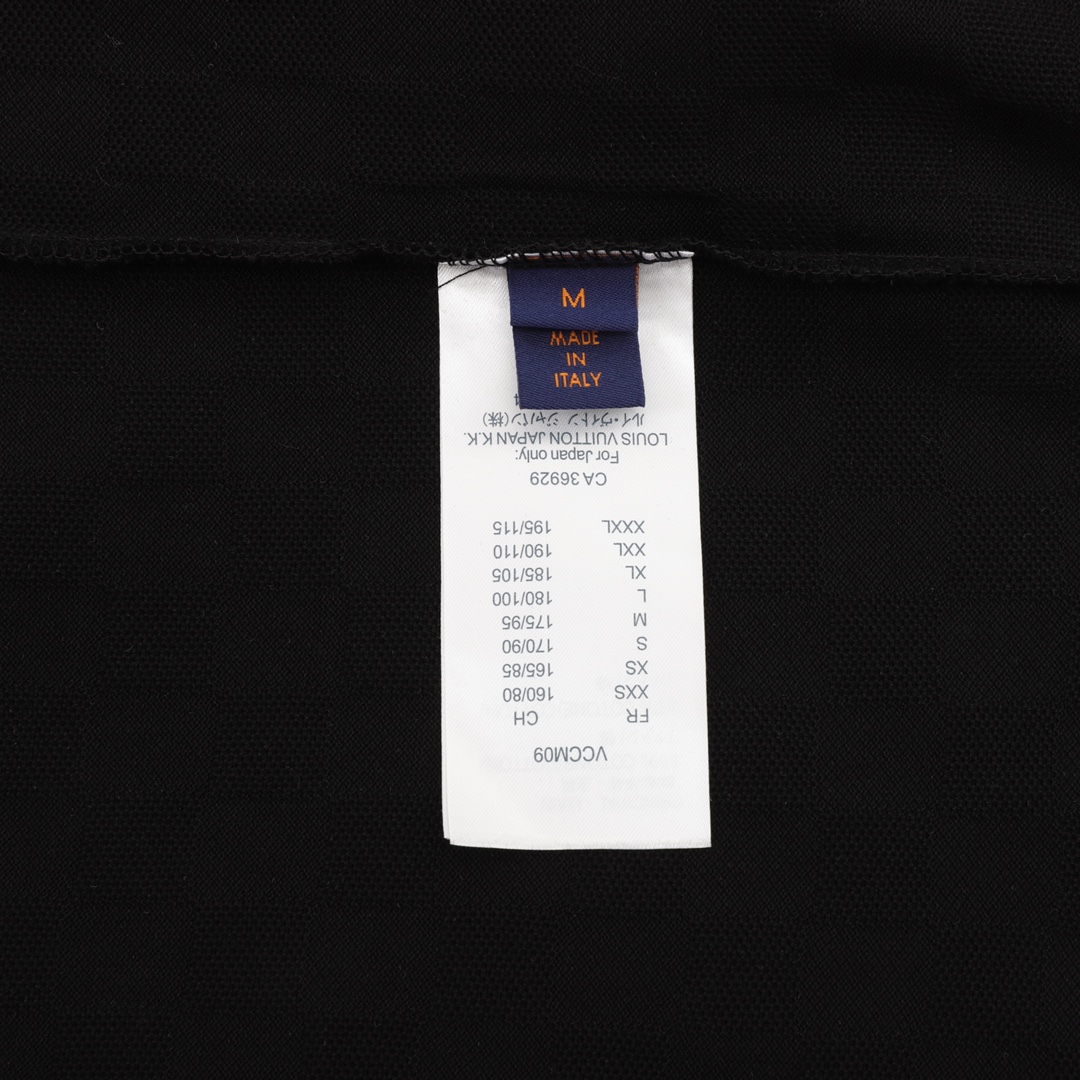 M
MADE
IN
ITALY
VCCM09
FR CH
XXS 160/80
XS 165/85
S 170/90
M 175/95
L 180/100
XL 185/105
XXL 190/110
XXXL 195/115
CA 36929
For Japan only:
LOUIS VUITTON JAPAN K.K.
ルイ・ヴィトン ジャパン(株)